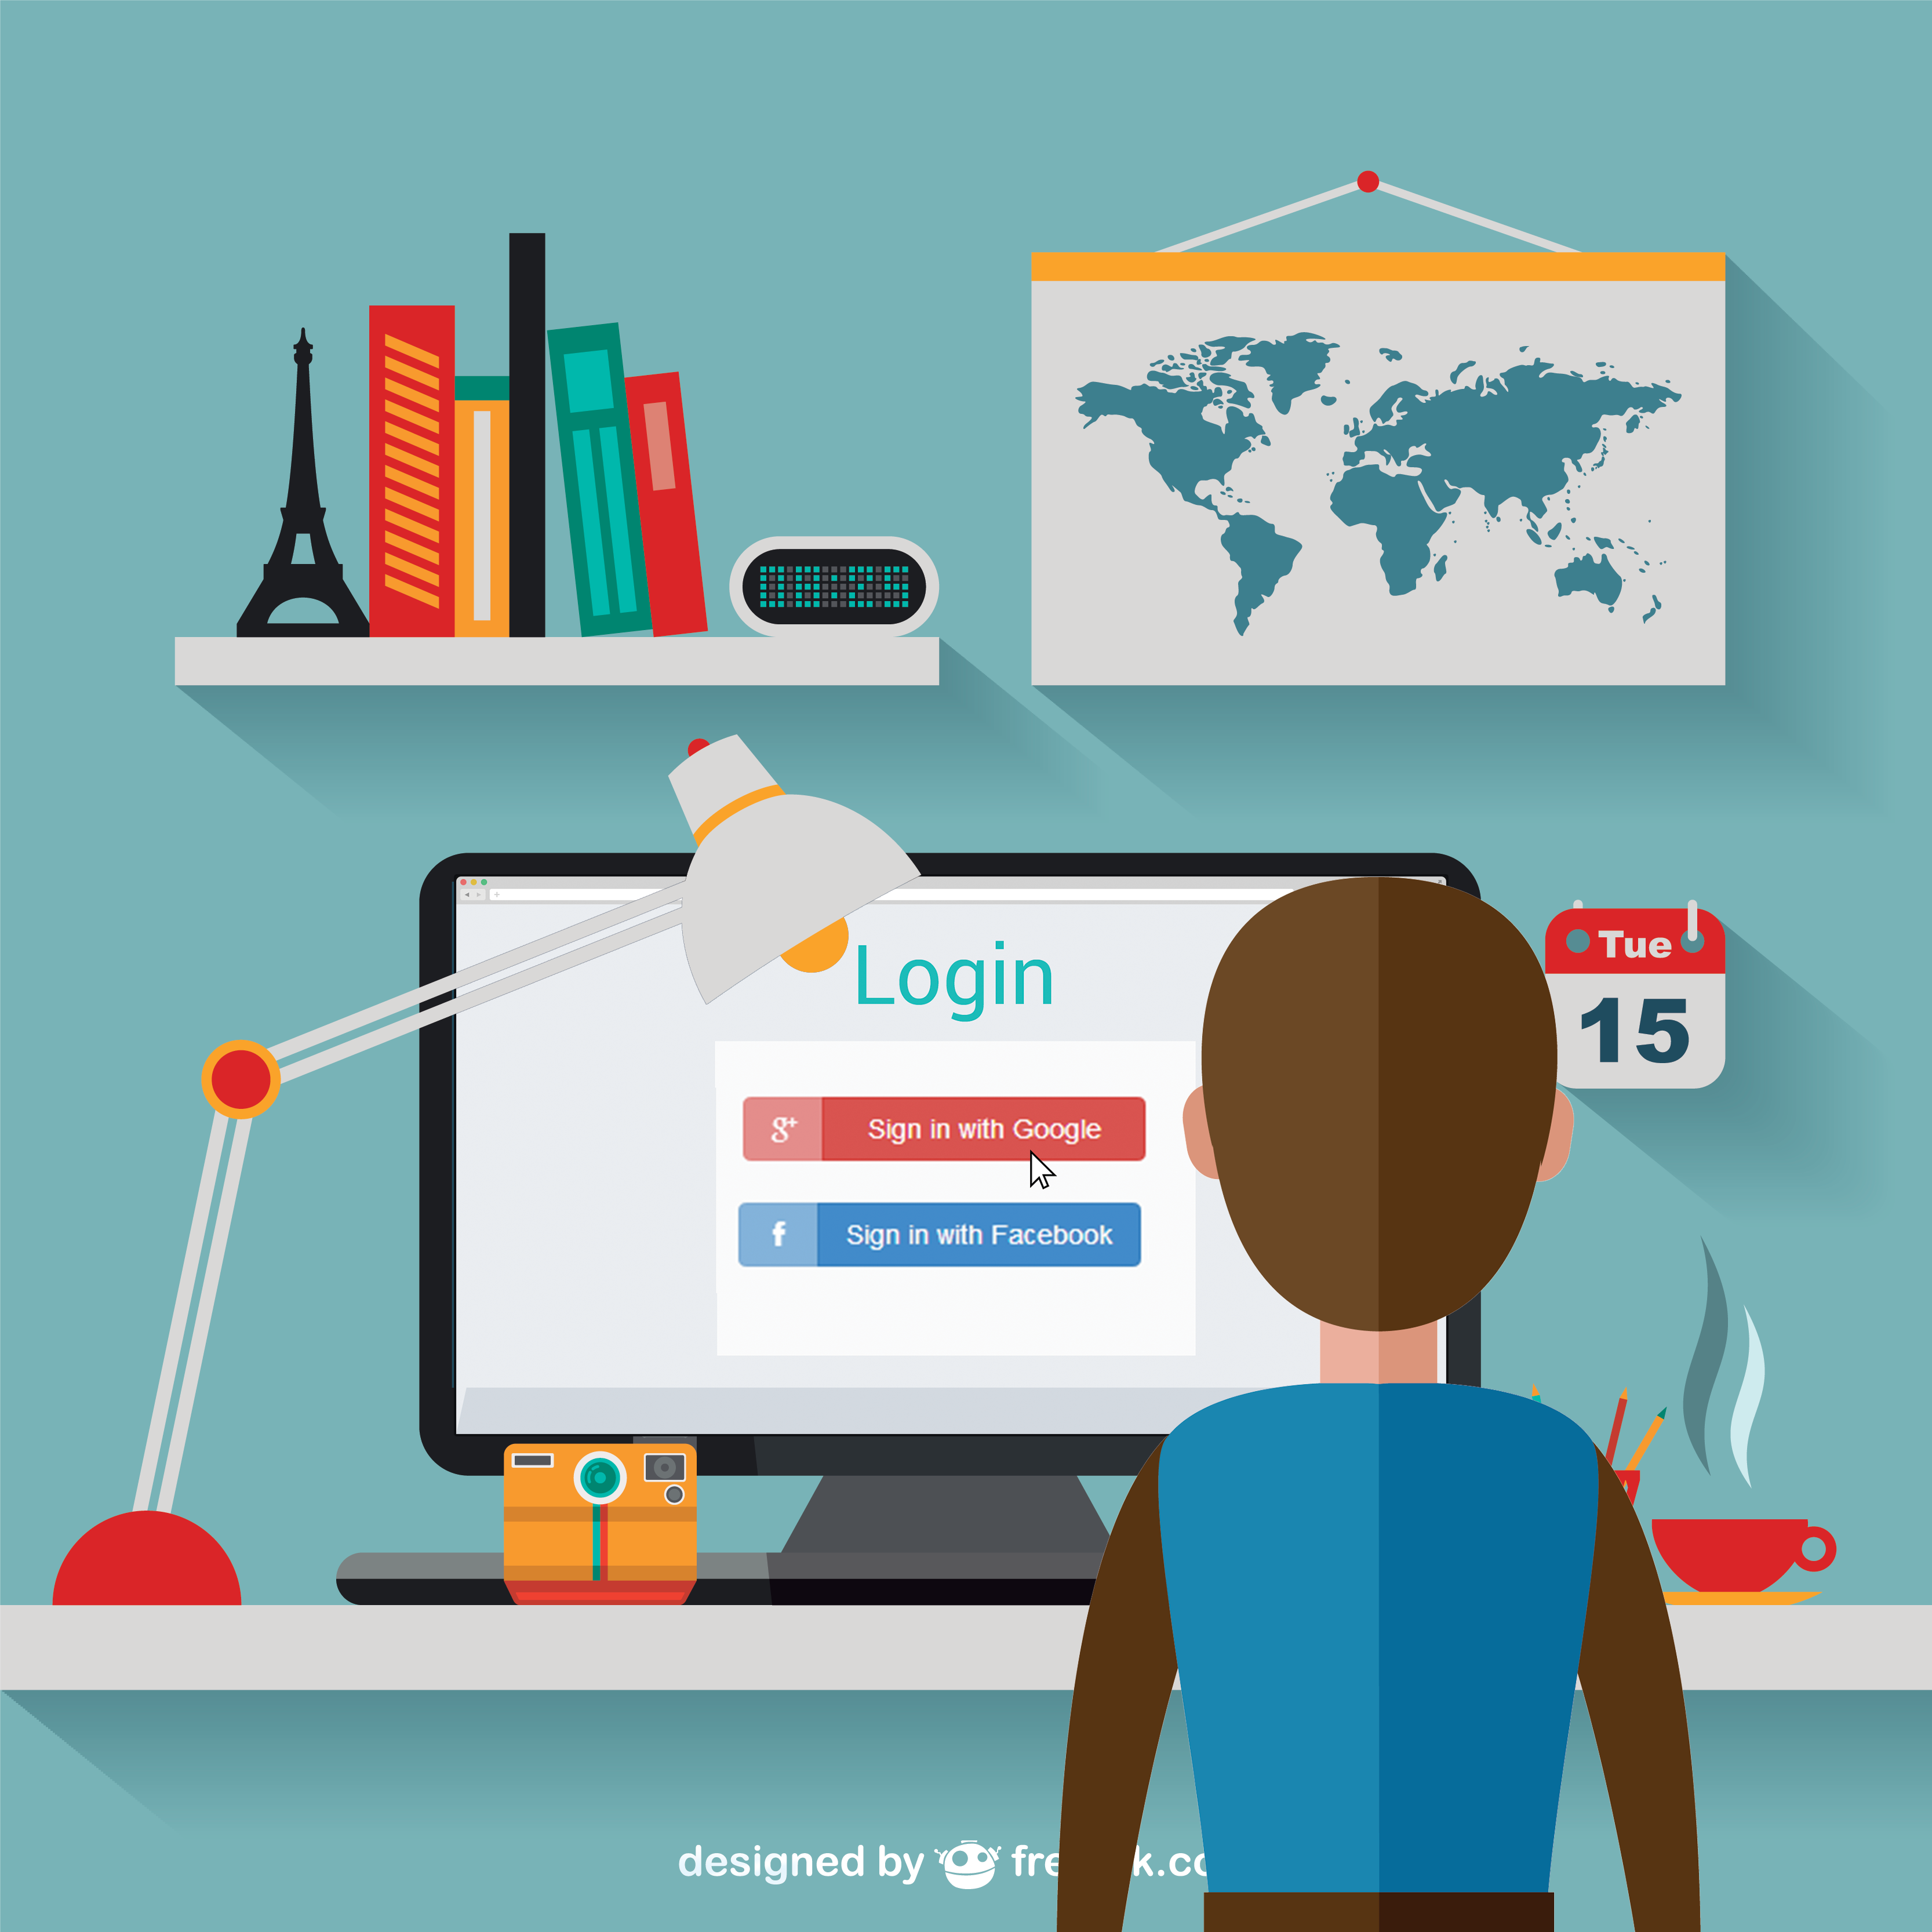 Login
Tue
15
g+ Sign in with Google
f Sign in with Facebook
designed by